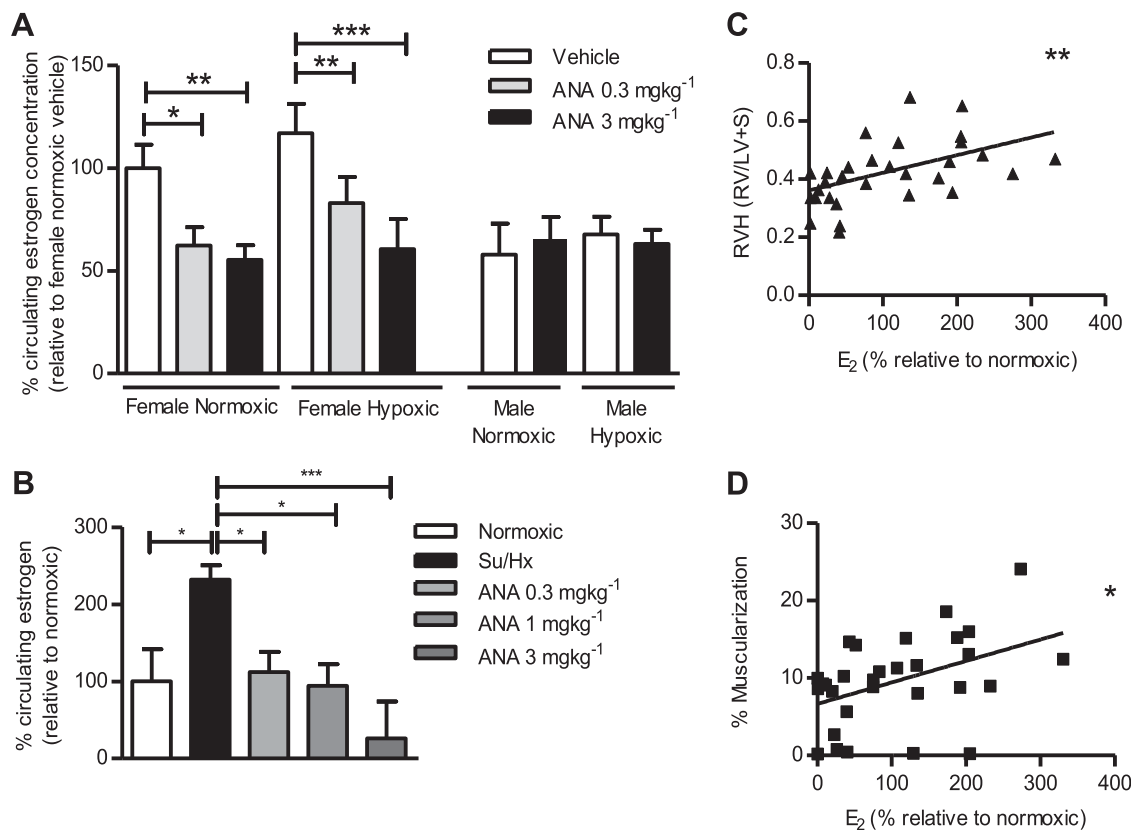 A
% circulating estrogen concentration
(relative to female normoxic vehicle)
150
100
50
0
*
**
**
***
Vehicle
ANA 0.3 mgkg-1
ANA 3 mgkg-1
Female Normoxic
Female Hypoxic
Male
Normoxic
Male
Hypoxic
B
% circulating estrogen
(relative to normoxic)
300
200
100
0
*
*
*
***
Normoxic
Su/Hx
ANA 0.3 mgkg-1
ANA 1 mgkg-1
ANA 3 mgkg-1
C
RVH (RV/LV+S)
0.8
0.6
0.4
0.2
0.0
**
0 100 200 300 400
E2 (% relative to normoxic)
D
% Muscularization
30
20
10
0
*
0 100 200 300 400
E2 (% relative to normoxic)